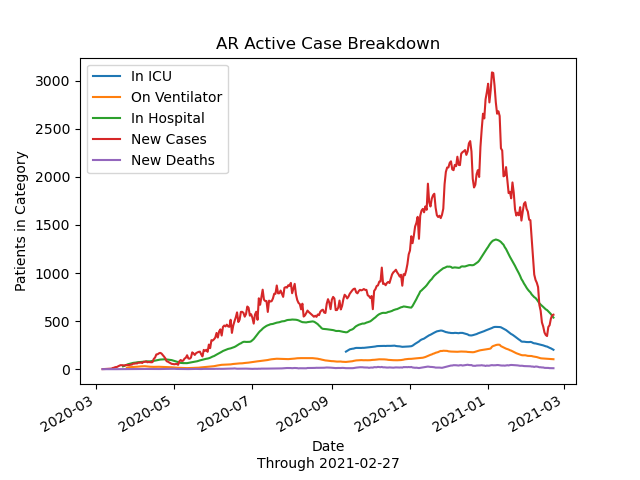 AR Active Case Breakdown
In ICU
On Ventilator
In Hospital
New Cases
New Deaths
Patients in Category
3000
2500
2000
1500
1000
500
0
2020-03
2020-05
2020-07
2020-09
2020-11
2021-01
2021-03
Date
Through 2021-02-27